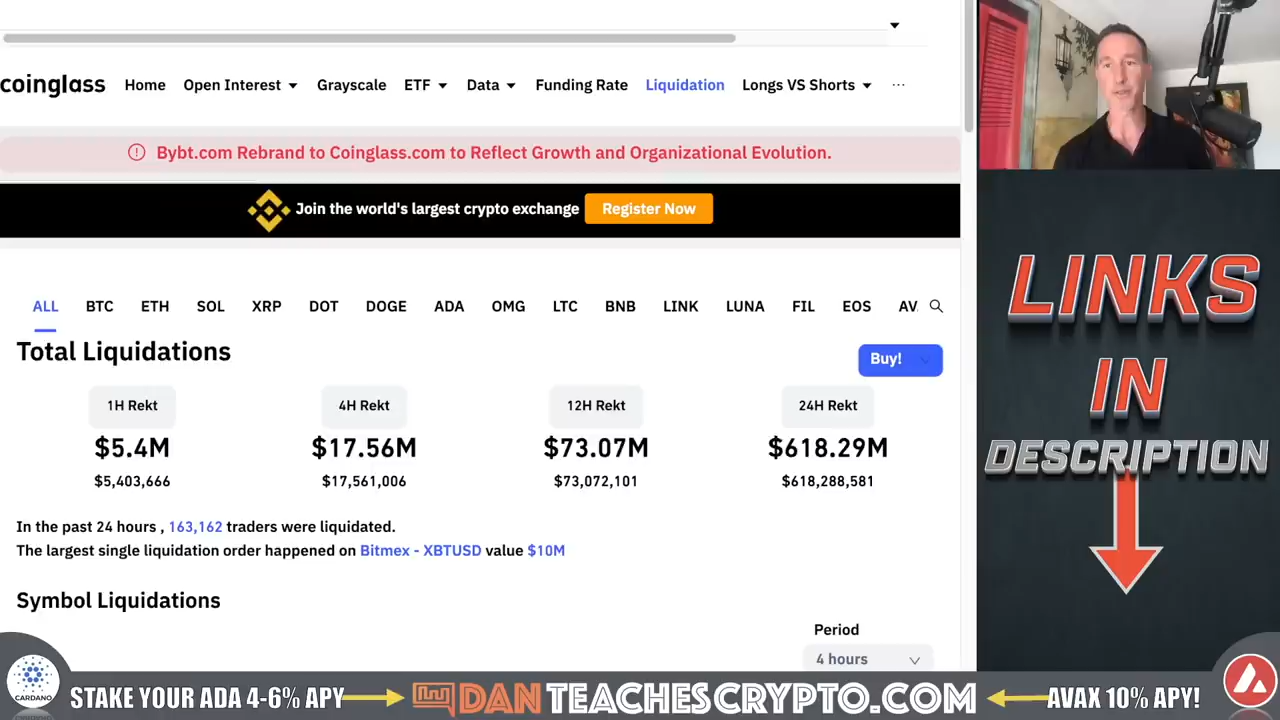 coinglass Home Open Interest Grayscale ETF Data Funding Rate Liquidation Longs VS Shorts ...
Bybt.com Rebrand to Coinglass.com to Reflect Growth and Organizational Evolution.
Join the world's largest crypto exchange Register Now
ALL BTC ETH SOL XRP DOT DOGE ADA OMG LTC BNB LINK LUNA FIL EOS AV
Total Liquidations
Buy!
1H Rekt 4H Rekt 12H Rekt 24H Rekt
$5.4M $17.56M $73.07M $618.29M
$5,403,666 $17,561,006 $73,072,101 $618,288,581
In the past 24 hours , 163,162 traders were liquidated.
The largest single liquidation order happened on Bitmex - XBTUSD value $10M
Symbol Liquidations
Period
4 hours
LINKS
IN
DESCRIPTION
CARDANO
STAKE YOUR ADA 4-6% APY DANTEACHESCRYPTO.COM AVAX 10% APY!